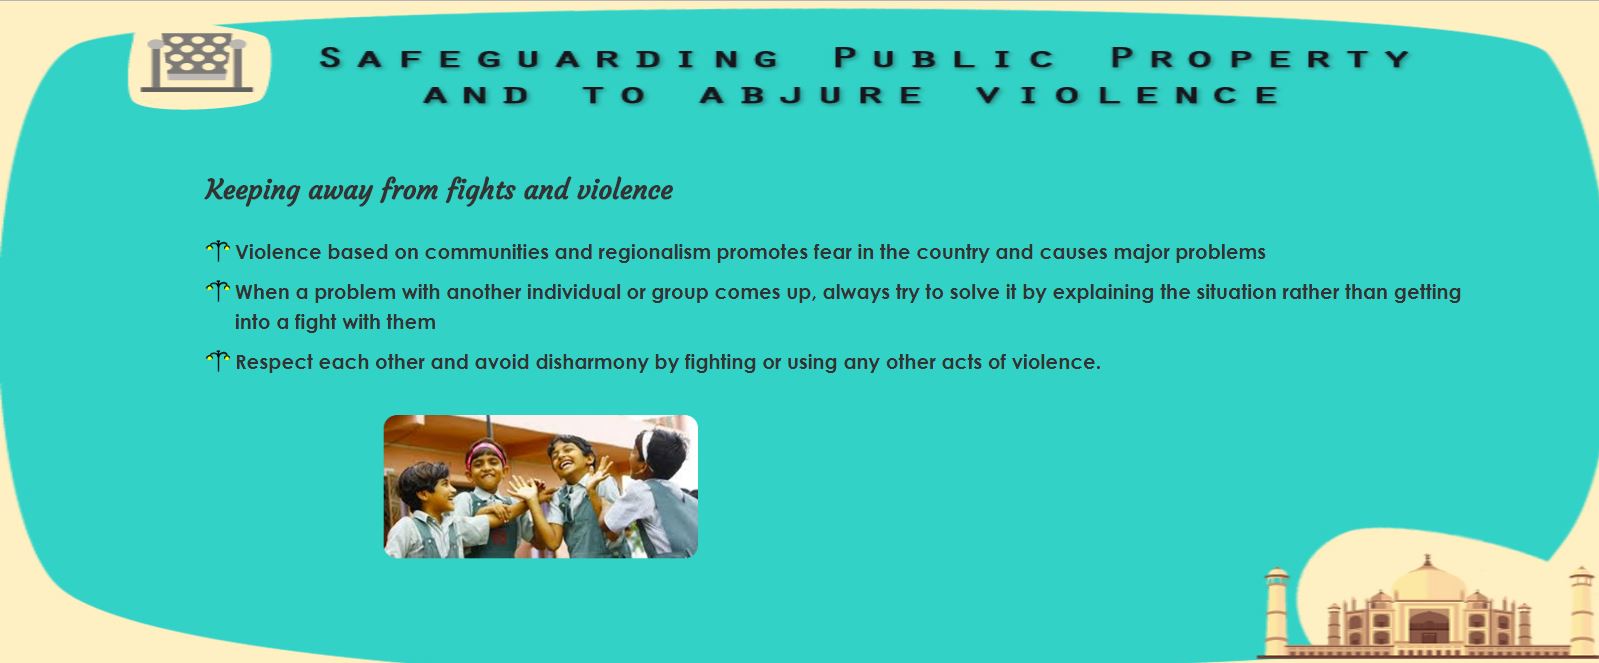 Safeguarding Public Property
and to abjure violence
Keeping away from fights and violence
Violence based on communities and regionalism promotes fear in the country and causes major problems
When a problem with another individual or group comes up, always try to solve it by explaining the situation rather than getting
into a fight with them
Respect each other and avoid disharmony by fighting or using any other acts of violence.